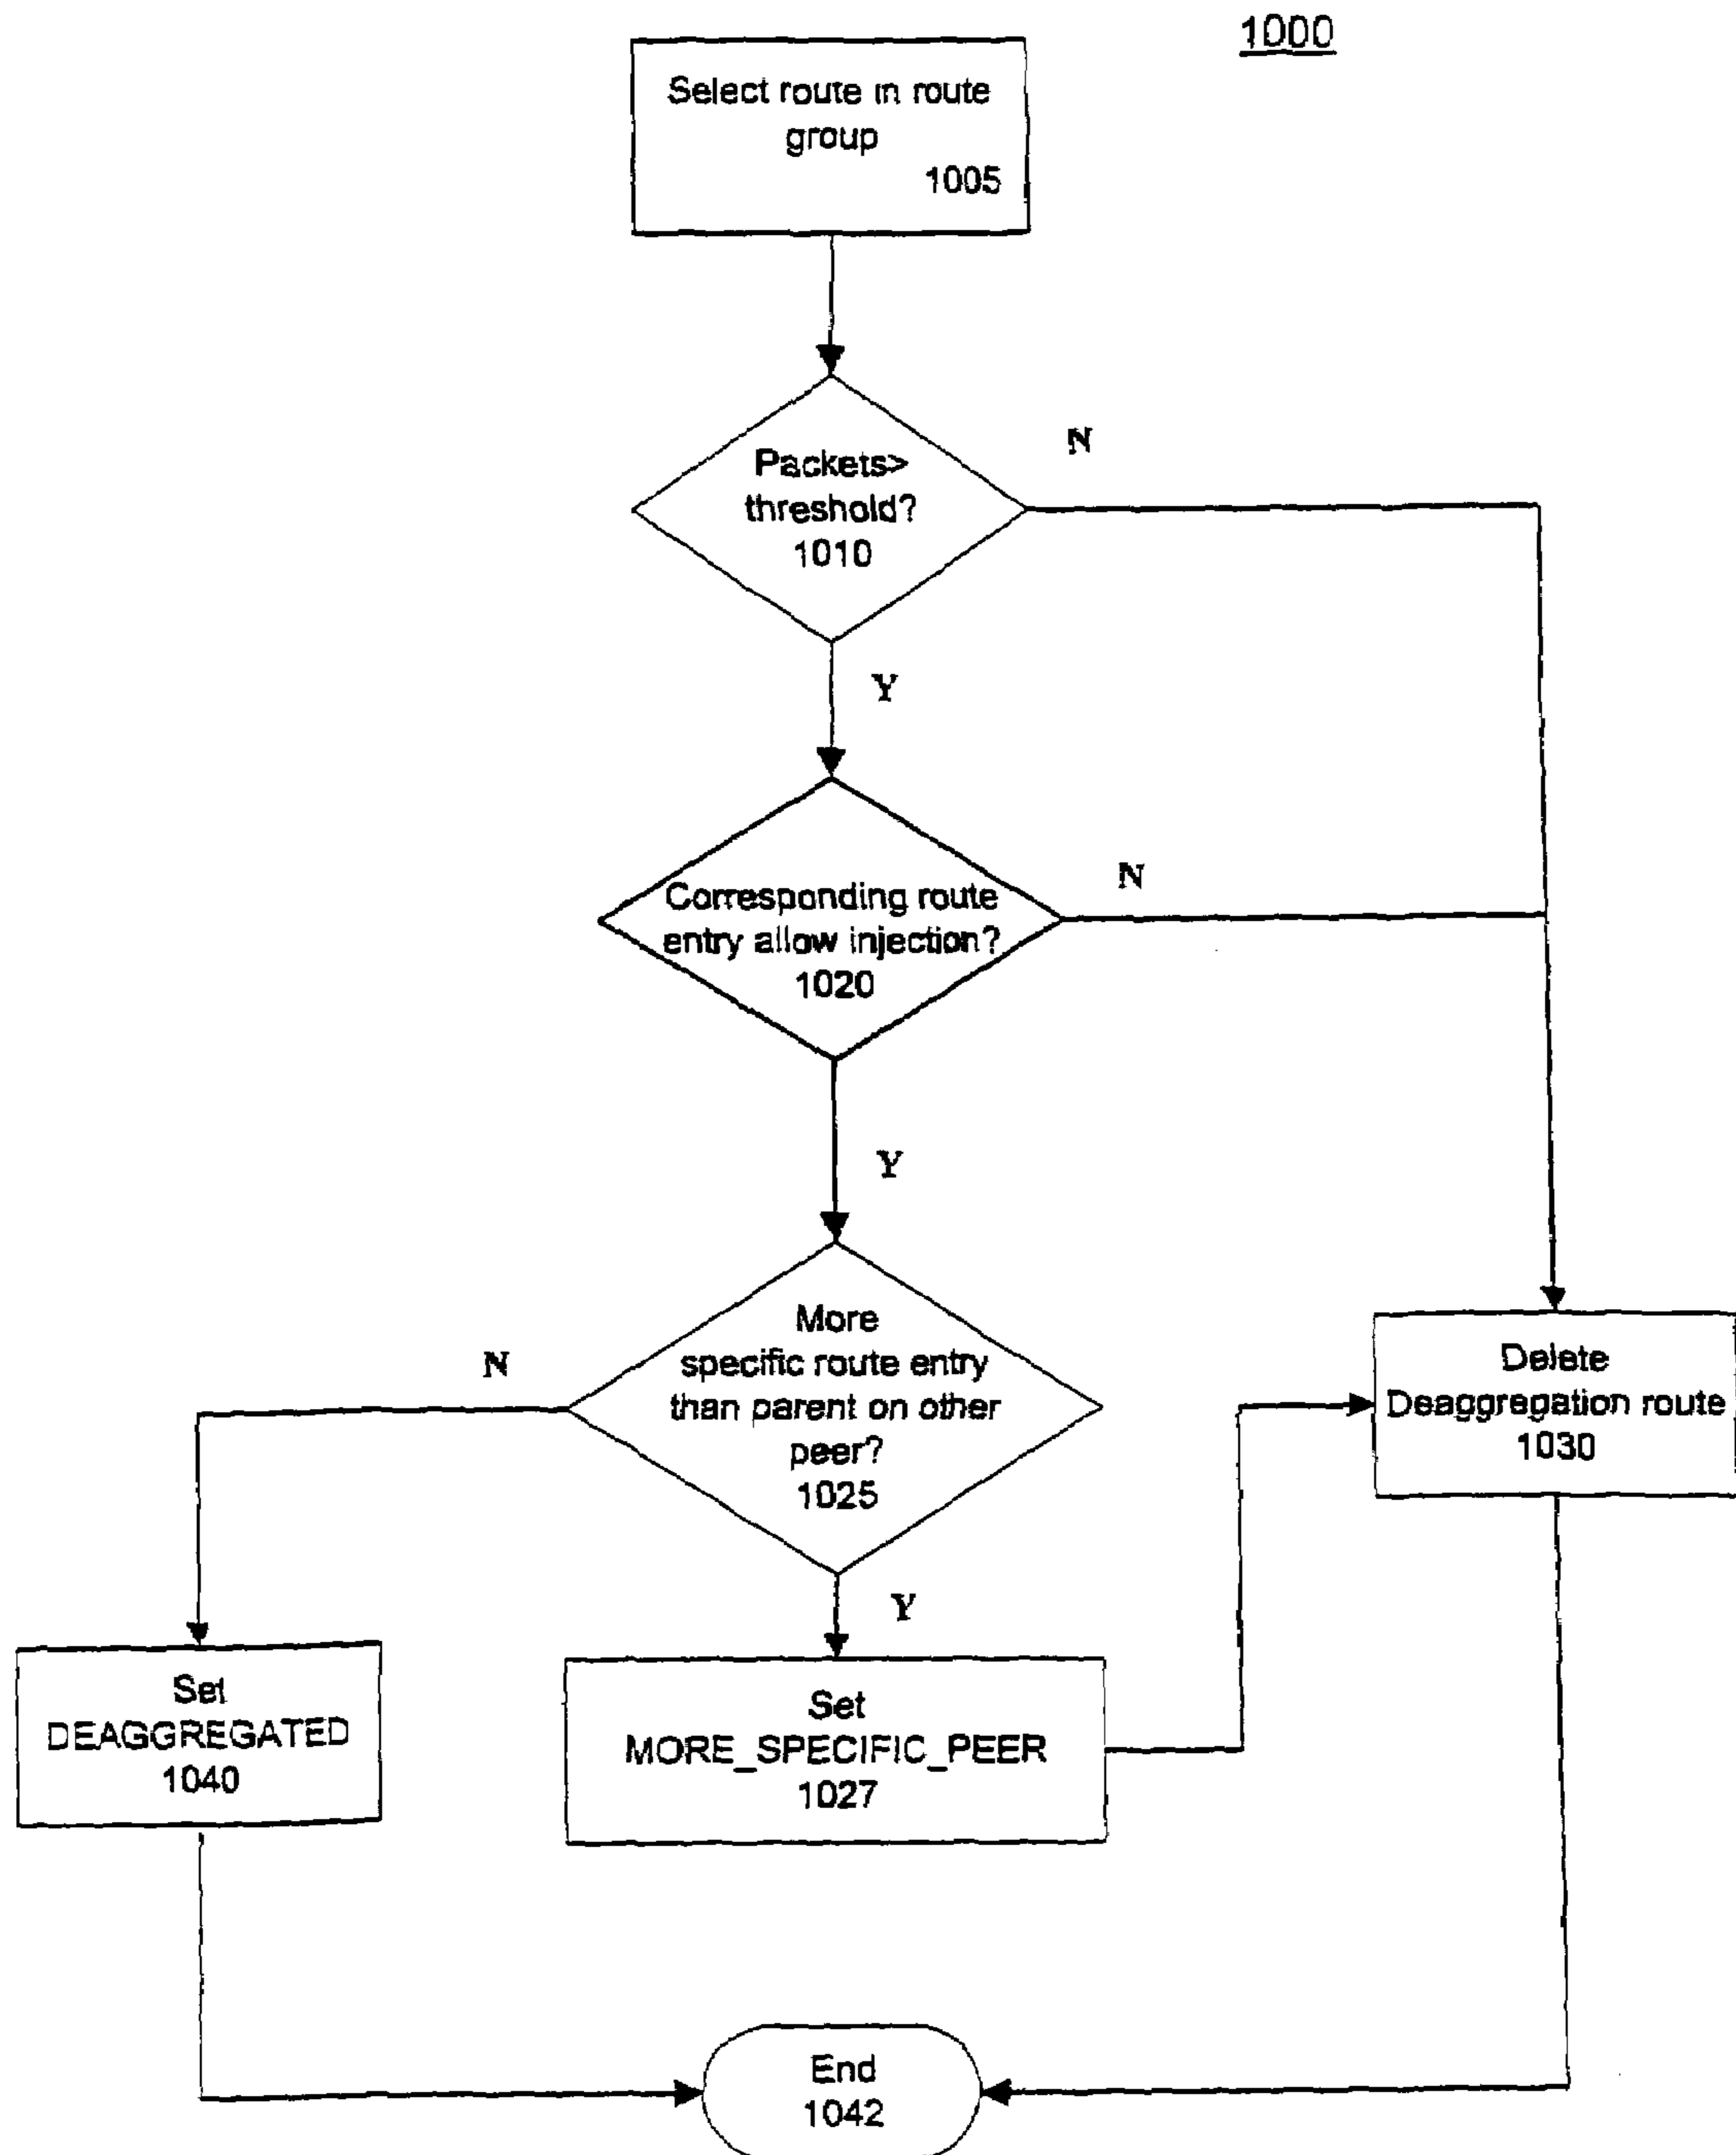 1000
Select route in route
group
1005
Packets>
threshold?
1010
N
Y
Corresponding route
entry allow injection?
1020
N
Y
More
specific route entry
than parent on other
peer?
1025
N
Y
Delete
Deaggregation route
1030
Set
DEAGGREGATED
1040
Set
MORE_SPECIFIC_PEER
1027
End
1042